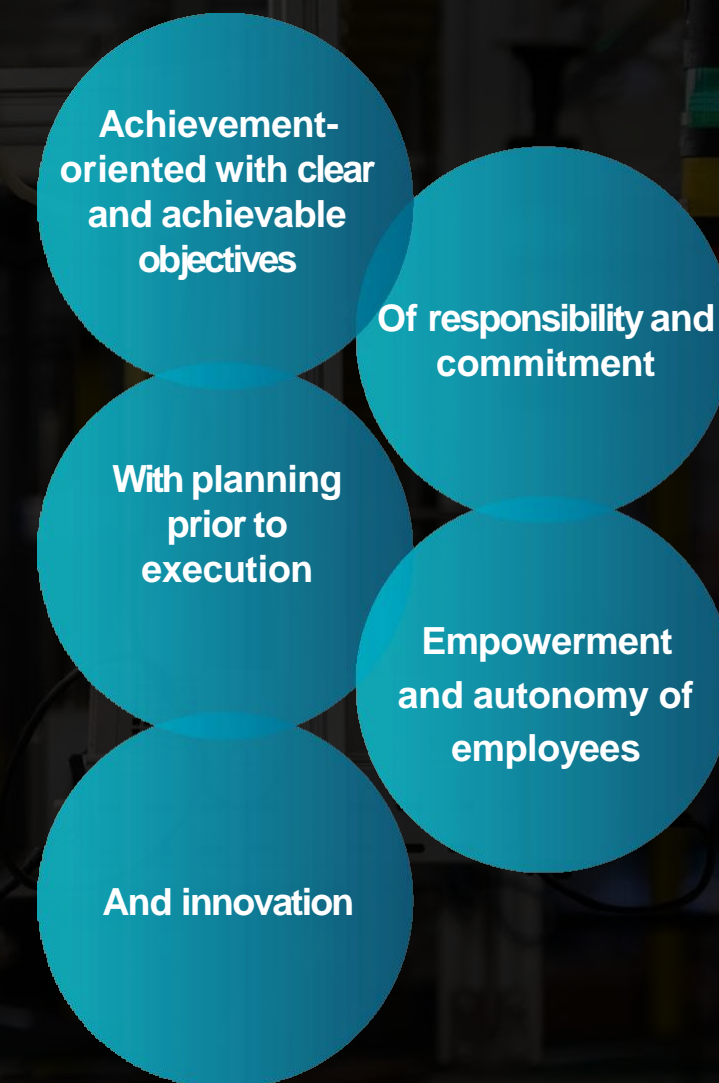 Achievement-
oriented with clear
and achievable
objectives
Of responsibility and
commitment
With planning
prior to
execution
Empowerment
and autonomy of
employees
And innovation